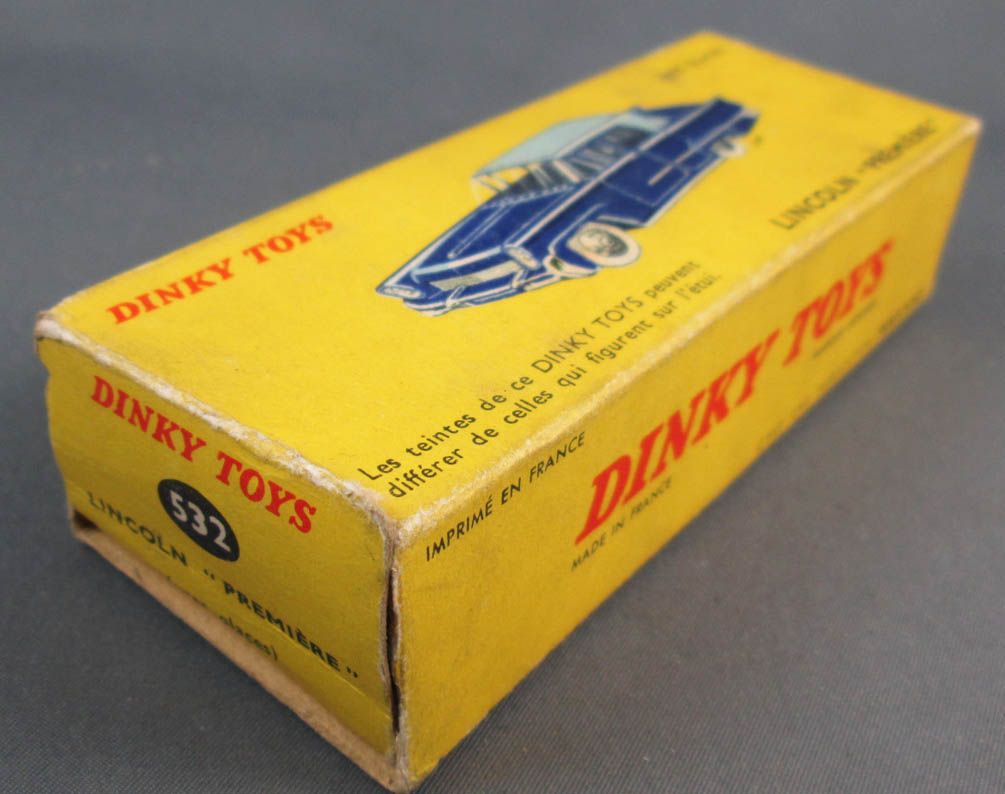 DINKY TOYS
LINCOLN "PREMIÈRE"
Les teintes de ce DINKY TOYS peuvent
différer de celles qui figurent sur l'étui.
DINKY TOYS
532
LINCOLN "PREMIÈRE"
glaces)
IMPRIMÉ EN FRANCE
DINKY TOYS
MADE IN FRANCE